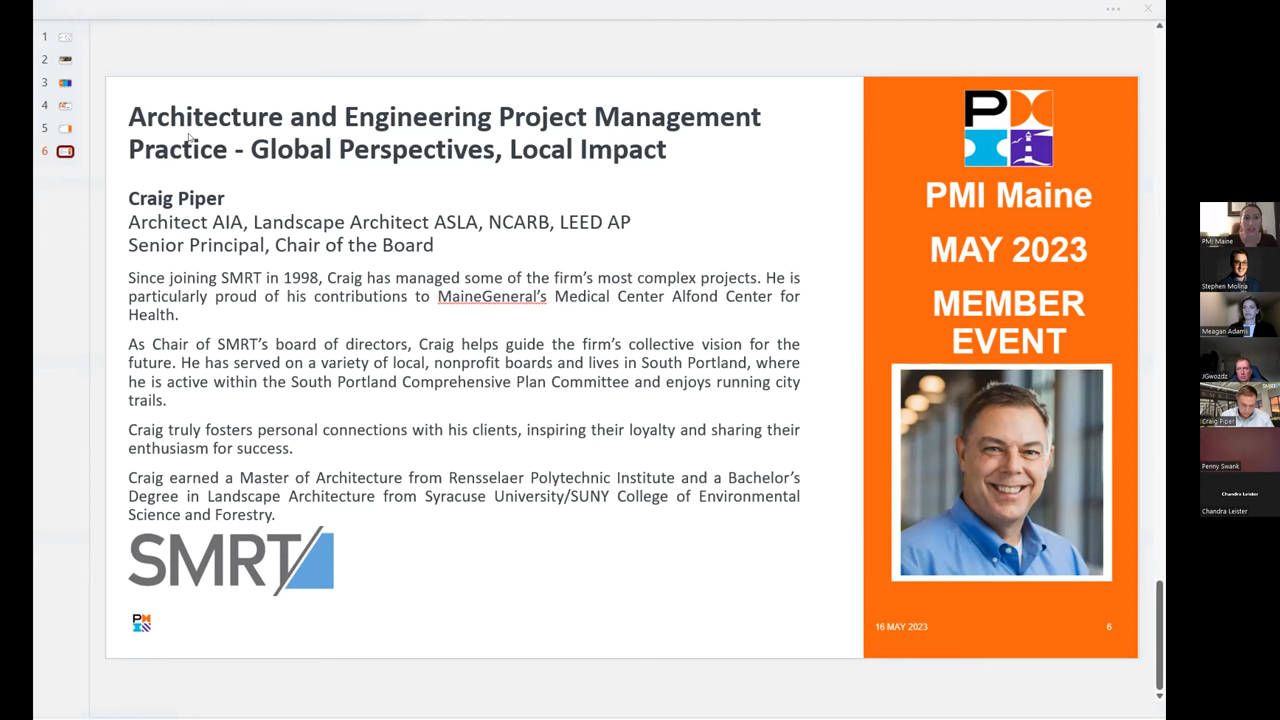 1
2
3
4
5
6
Architecture and Engineering Project Management
Practice - Global Perspectives, Local Impact
Craig Piper
Architect AIA, Landscape Architect ASLA, NCARB, LEED AP
Senior Principal, Chair of the Board
Since joining SMRT in 1998, Craig has managed some of the firm's most complex projects. He is
particularly proud of his contributions to MaineGeneral's Medical Center Alfond Center for
Health.
As Chair of SMRT's board of directors, Craig helps guide the firm's collective vision for the
future. He has served on a variety of local, nonprofit boards and lives in South Portland, where
he is active within the South Portland Comprehensive Plan Committee and enjoys running city
trails.
Craig truly fosters personal connections with his clients, inspiring their loyalty and sharing their
enthusiasm for success.
Craig earned a Master of Architecture from Rensselaer Polytechnic Institute and a Bachelor's
Degree in Landscape Architecture from Syracuse University/SUNY College of Environmental
Science and Forestry.
SMRT
PMI Maine
MAY 2023
MEMBER
EVENT
16 MAY 2023
6
PMI Maine
Stephen Molina
Meagan Adams
JGwozdz
Craig Piper
Penny Swank
Chandra Leister
Chandra Leister